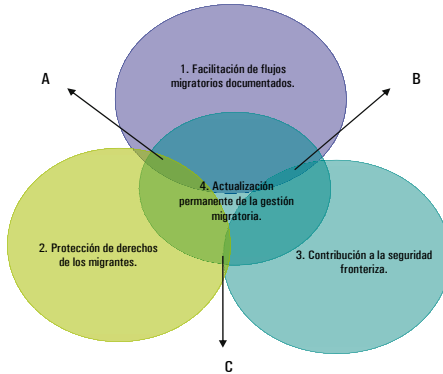 1. Facilitación de flujos
migratorios documentados.
A
B
4. Actualización
permanente de la gestión
migratoria.
2. Protección de derechos
de los migrantes.
3. Contribución a la seguridad
fronteriza.
C